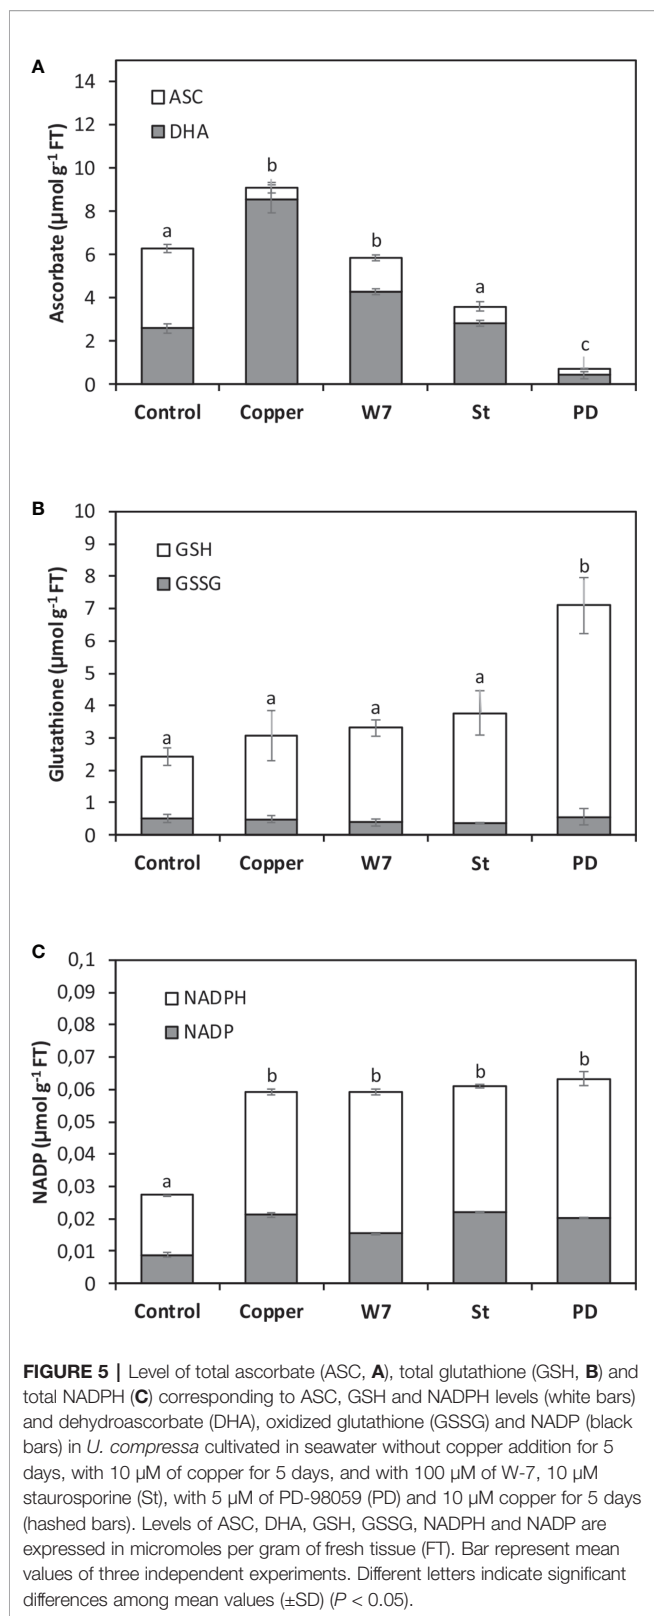 A
14
12
10
8
6
4
2
0
Ascorbate (µmol g-1 FT)
ASC
DHA
a
b
b
a
c
Control Copper W7 St PD
B
10
9
8
7
6
5
4
3
2
1
0
Glutathione (µmol g-1 FT)
GSH
GSSG
a
a
a
a
b
Control Copper W7 St PD
C
0,1
0,09
0,08
0,07
0,06
0,05
0,04
0,03
0,02
0,01
0
NADP (µmol g-1 FT)
NADPH
NADP
a
b
b
b
b
Control Copper W7 St PD
FIGURE 5 | Level of total ascorbate (ASC, A), total glutathione (GSH, B) and
total NADPH (C) corresponding to ASC, GSH and NADPH levels (white bars)
and dehydroascorbate (DHA), oxidized glutathione (GSSG) and NADP (black
bars) in U. compressa cultivated in seawater without copper addition for 5
days, with 10 µM of copper for 5 days, and with 100 µM of W-7, 10 µM
staurosporine (St), with 5 µM of PD-98059 (PD) and 10 µM copper for 5 days
(hashed bars). Levels of ASC, DHA, GSH, GSSG, NADPH and NADP are
expressed in micromoles per gram of fresh tissue (FT). Bar represent mean
values of three independent experiments. Different letters indicate significant
differences among mean values (±SD) (P < 0.05).